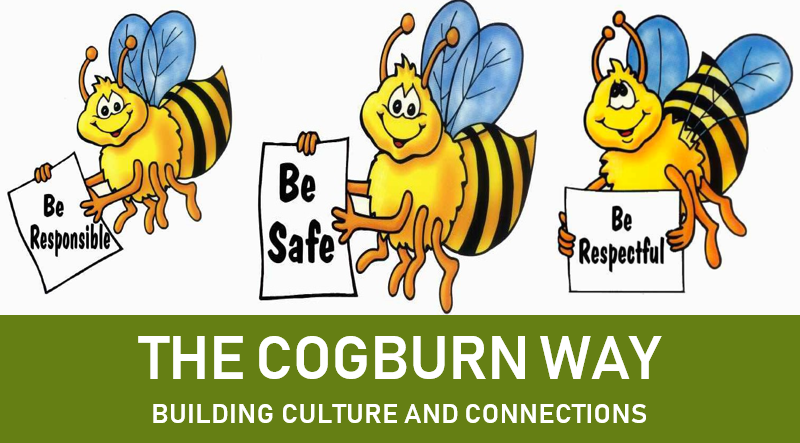 Be
Responsible
Be
Safe
Be
Respectful
THE COGBURN WAY
BUILDING CULTURE AND CONNECTIONS